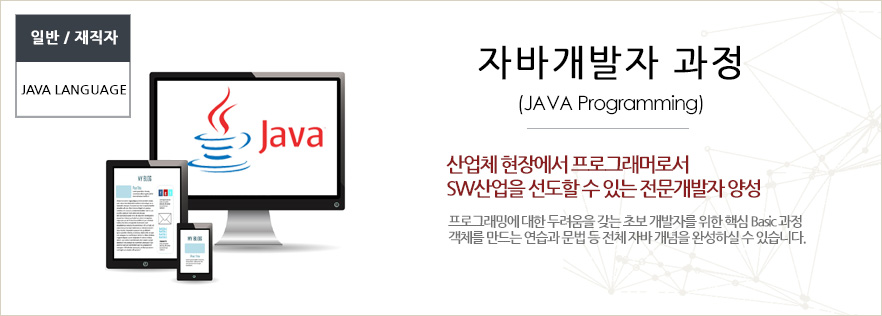 일반 / 재직자
JAVA LANGUAGE
자바개발자 과정
(JAVA Programming)
산업체 현장에서 프로그래머로서
SW산업을 선도할 수 있는 전문개발자 양성
프로그래밍에 대한 두려움을 갖는 초보 개발자를 위한 핵심 Basic 과정
객체를 만드는 연습과 문법 등 전체 자바 개념을 완성하실 수 있습니다.
Java
MY BLOG
MY BLOG